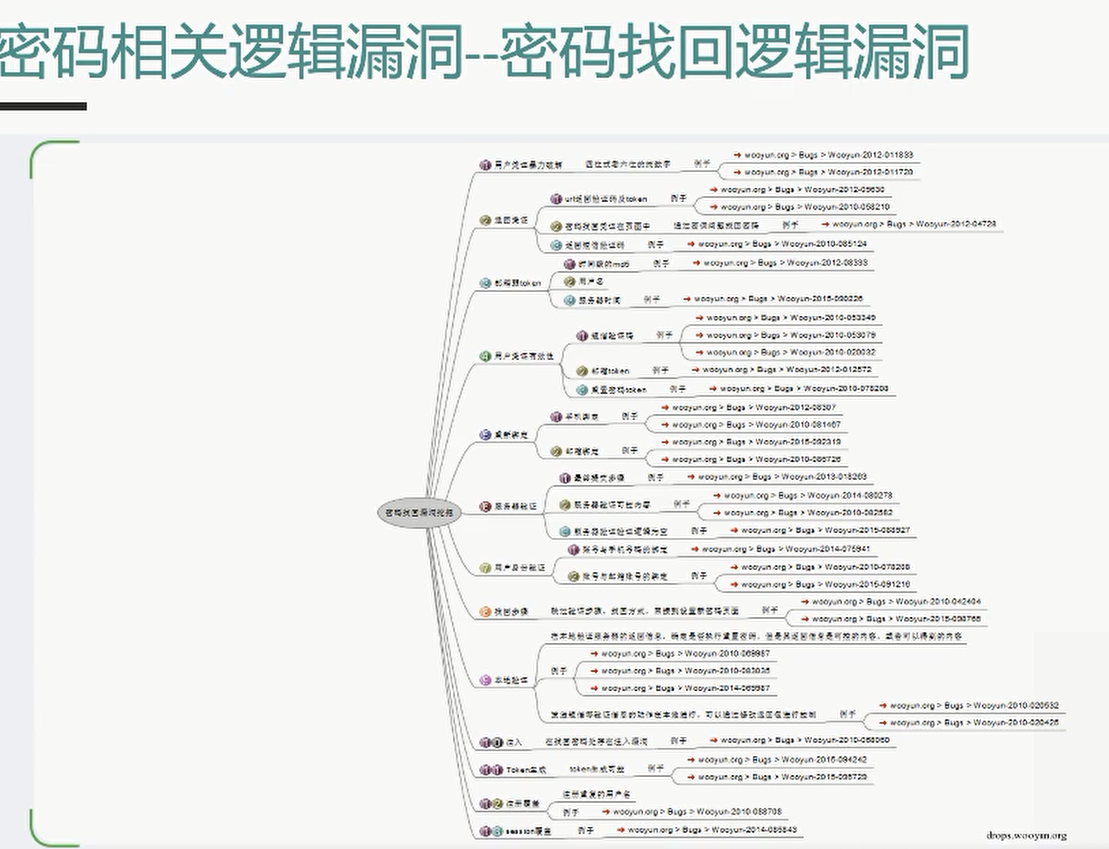 密码相关逻辑漏洞--密码找回逻辑漏洞
密码找回漏洞挖掘
用户凭证暴力破解 四位或者六位的纯数字 例子
wooyun.org > Bugs > Wooyun-2012-011833
wooyun.org > Bugs > Wooyun-2012-011720
返回凭证
url返回验证码及token 例子
wooyun.org > Bugs > Wooyun-2012-05630
wooyun.org > Bugs > Wooyun-2010-058210
密码找回凭证在页面中 通过密保问题找回密码 例子
wooyun.org > Bugs > Wooyun-2012-04728
返回短信验证码 例子
wooyun.org > Bugs > Wooyun-2010-085124
邮箱弱token
时间戳的md5 例子
wooyun.org > Bugs > Wooyun-2012-08333
用户名
服务器时间 例子
wooyun.org > Bugs > Wooyun-2015-090226
用户凭证有效性
短信验证码 例子
wooyun.org > Bugs > Wooyun-2010-053349
wooyun.org > Bugs > Wooyun-2010-053079
wooyun.org > Bugs > Wooyun-2010-020032
邮箱token 例子
wooyun.org > Bugs > Wooyun-2012-012572
重置密码token 例子
wooyun.org > Bugs > Wooyun-2010-078208
重新绑定
手机绑定 例子
wooyun.org > Bugs > Wooyun-2012-08307
wooyun.org > Bugs > Wooyun-2010-081467
邮箱绑定 例子
wooyun.org > Bugs > Wooyun-2015-092319
wooyun.org > Bugs > Wooyun-2010-086726
服务器验证
最终提交步骤 例子
wooyun.org > Bugs > Wooyun-2013-018263
服务器验证可控内容 例子
wooyun.org > Bugs > Wooyun-2014-080278
wooyun.org > Bugs > Wooyun-2010-082582
服务器验证验证逻辑为空 例子
wooyun.org > Bugs > Wooyun-2015-088927
用户身份验证
账号与手机号码的绑定 例子
wooyun.org > Bugs > Wooyun-2014-075941
账号与邮箱账号的绑定 例子
wooyun.org > Bugs > Wooyun-2010-078208
wooyun.org > Bugs > Wooyun-2015-091216
找回步骤 跳过验证步骤、找回方式，直接到设置新密码页面 例子
wooyun.org > Bugs > Wooyun-2010-042404
wooyun.org > Bugs > Wooyun-2015-098765
本地验证
在本地验证服务器的返回信息，确定是否执行重置密码，但是其返回信息是可控的内容，或者可以得到的内容
例子
wooyun.org > Bugs > Wooyun-2010-069987
wooyun.org > Bugs > Wooyun-2010-083035
wooyun.org > Bugs > Wooyun-2014-069987
发送短信等验证信息的动作在本地进行，可以通过修改返回包进行控制 例子
wooyun.org > Bugs > Wooyun-2010-020532
wooyun.org > Bugs > Wooyun-2010-020425
注入 在找回密码处存在注入漏洞 例子
wooyun.org > Bugs > Wooyun-2010-088080
Token生成 token生成可控 例子
wooyun.org > Bugs > Wooyun-2015-094242
wooyun.org > Bugs > Wooyun-2015-095729
注册覆盖
注册重复的用户名
例子
wooyun.org > Bugs > Wooyun-2010-088708
session覆盖 例子
wooyun.org > Bugs > Wooyun-2014-085843
drops.wooyun.org